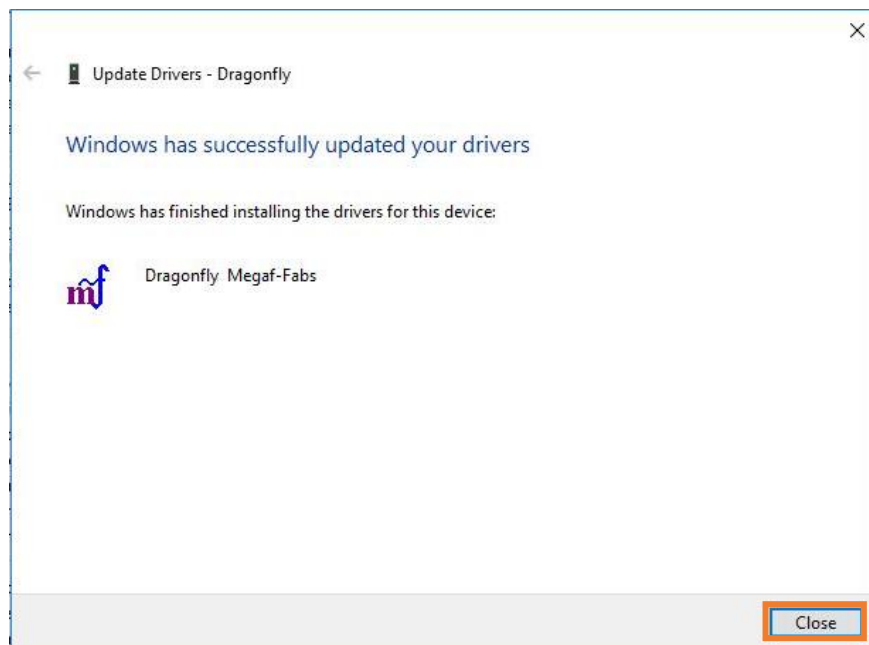 Update Drivers - Dragonfly
Windows has successfully updated your drivers
Windows has finished installing the drivers for this device:
mf
Dragonfly Megaf-Fabs
Close